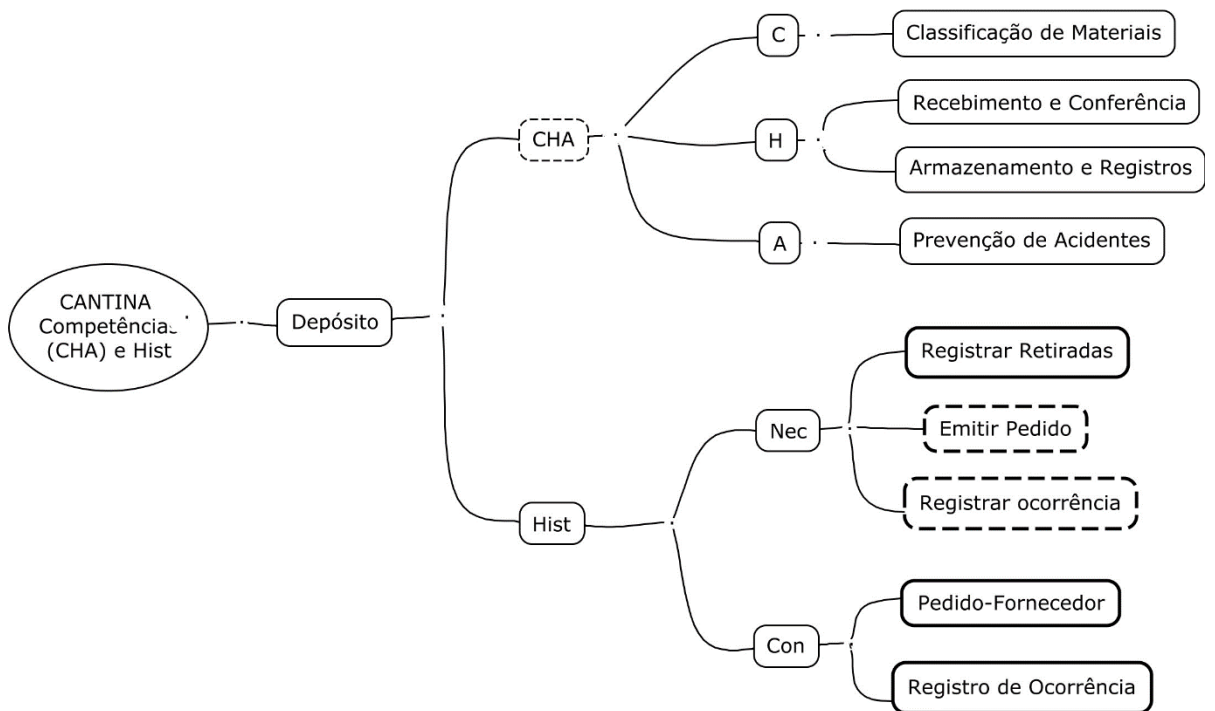 CANTINA
Competências
(CHA) e Hist
Depósito
CHA
C
Classificação de Materiais
H
Recebimento e Conferência
Armazenamento e Registros
A
Prevenção de Acidentes
Hist
Nec
Registrar Retiradas
Emitir Pedido
Registrar ocorrência
Con
Pedido-Fornecedor
Registro de Ocorrência